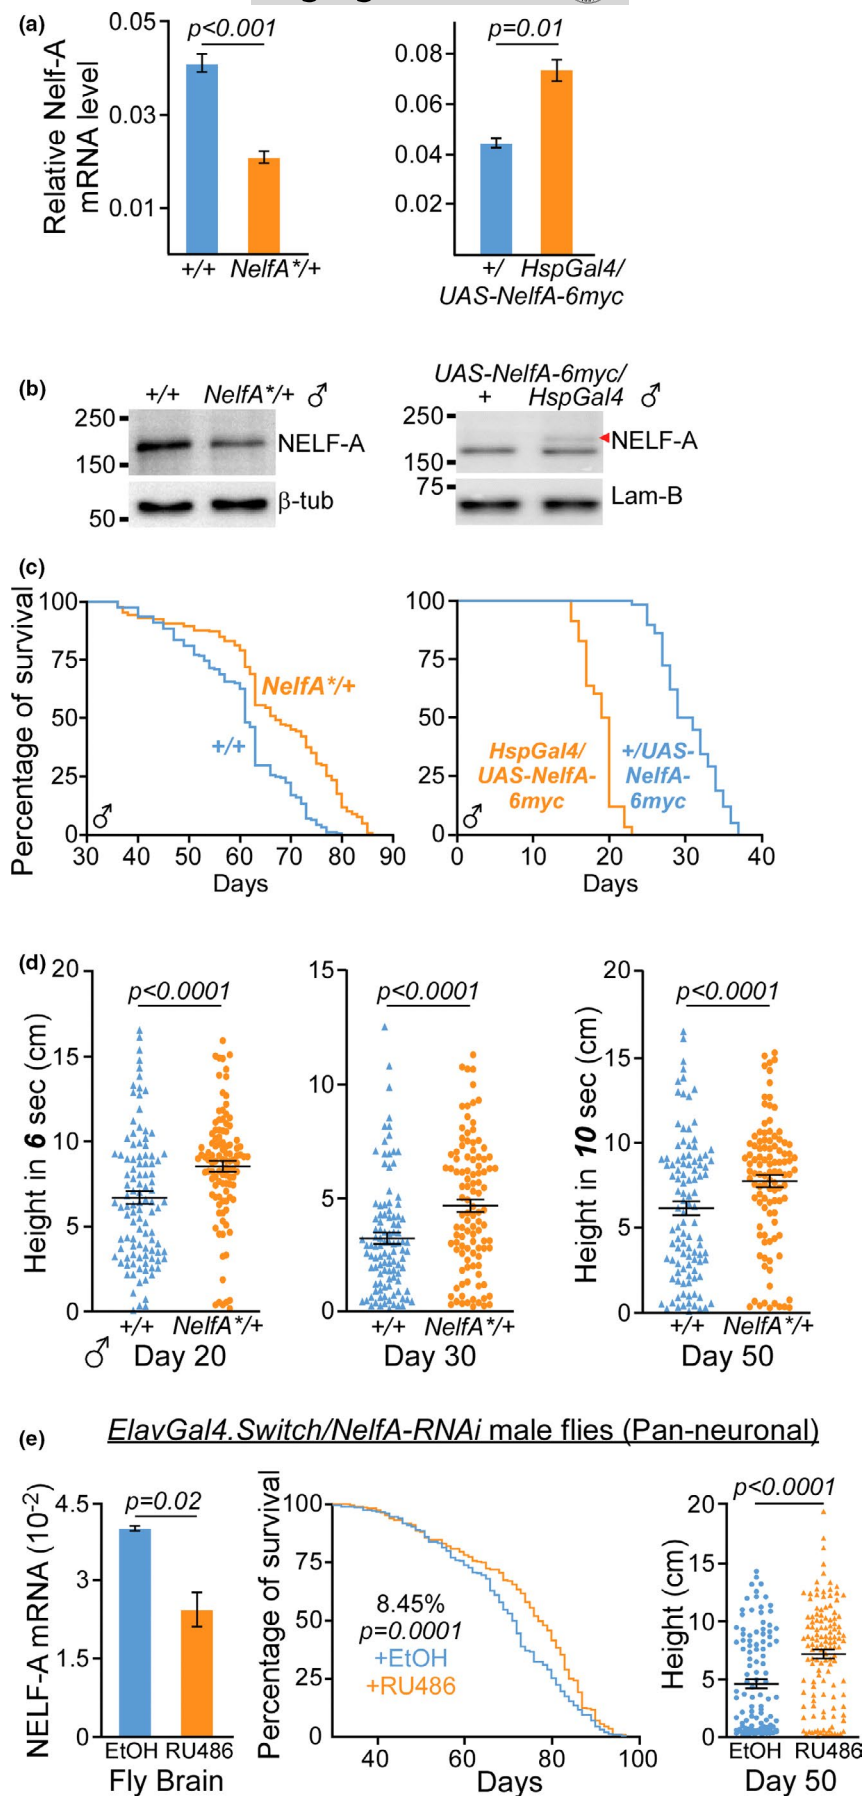 (a)
Relative Nelf-A
mRNA level
0.05
0.03
0.01
p<0.001
+/+ NelfA*/+
0.08
0.06
0.04
0.02
p=0.01
+/ HspGal4/
UAS-NelfA-6myc
(b)
+/+ NelfA*/+ ♂
250
150
NELF-A
50
β-tub
UAS-NelfA-6myc/
+ HspGal4 ♂
250
150
NELF-A
75
Lam-B
(c)
Percentage of survival
100
75
50
25
0
NelfA*/+
+/+
♂
30 40 50 60 70 80 90
Days
100
75
50
25
0
HspGal4/
UAS-NelfA-
6myc
+/UAS-
NelfA-
6myc
♂
0 10 20 30 40
Days
(d)
Height in 6 sec (cm)
20
15
10
5
0
p<0.0001
+/+ NelfA*/+
♂ Day 20
15
10
5
0
p<0.0001
+/+ NelfA*/+
Day 30
Height in 10 sec (cm)
20
15
10
5
0
p<0.0001
+/+ NelfA*/+
Day 50
(e)
ElavGal4.Switch/NelfA-RNAi male flies (Pan-neuronal)
NELF-A mRNA (10⁻²)
4.5
3
1.5
0
p=0.02
EtOH RU486
Fly Brain
Percentage of survival
100
75
50
25
0
8.45%
p=0.0001
+EtOH
+RU486
40 60 80 100
Days
Height (cm)
20
15
10
5
0
p<0.0001
EtOH RU486
Day 50